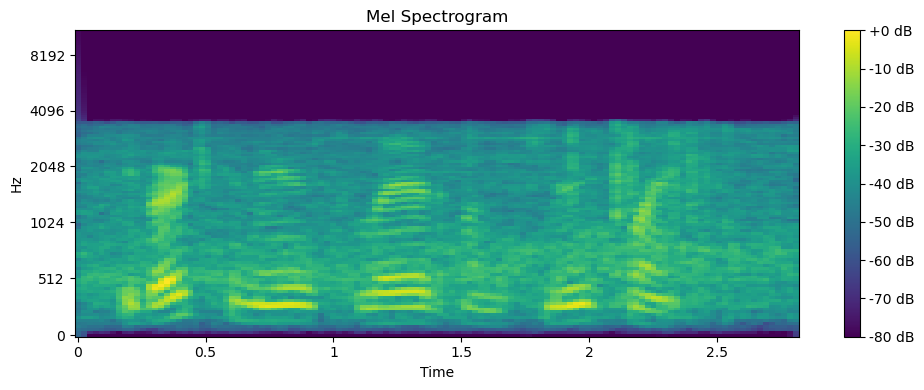 Mel Spectrogram
Hz
8192
4096
2048
1024
512
0
0
0.5
1
1.5
2
2.5
Time
+0 dB
-10 dB
-20 dB
-30 dB
-40 dB
-50 dB
-60 dB
-70 dB
-80 dB